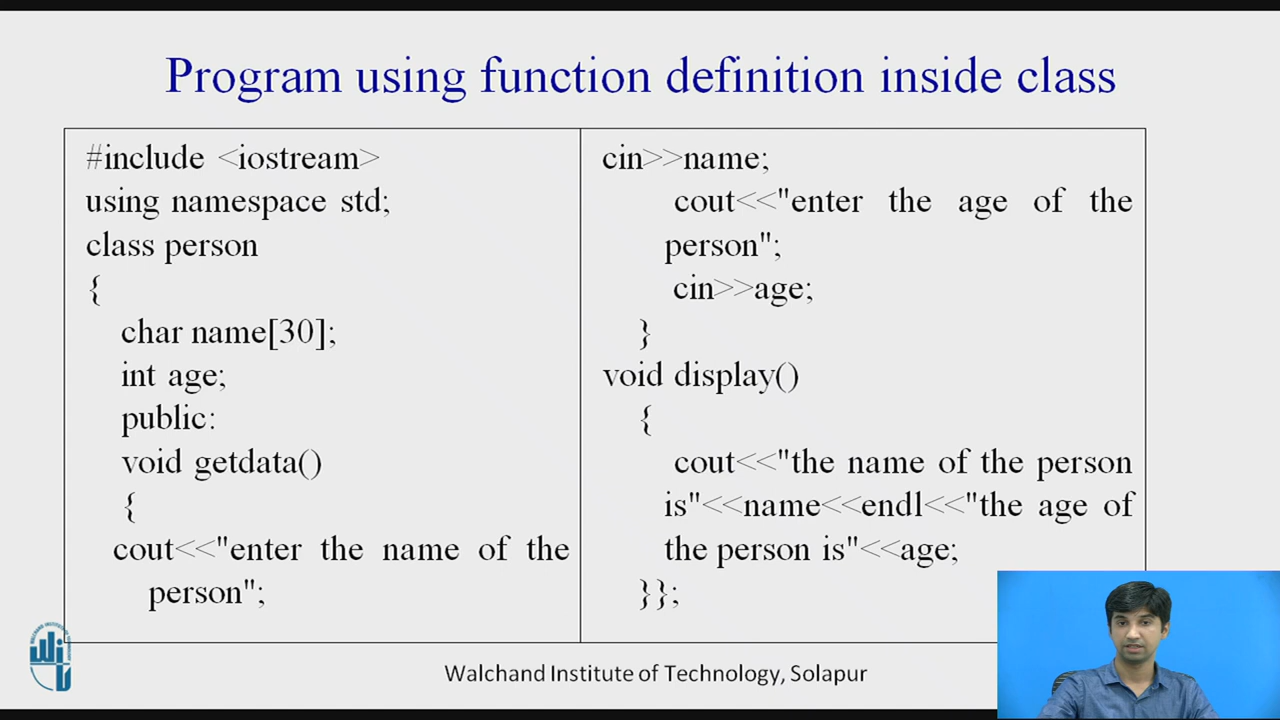 Program using function definition inside class
#include <iostream>
using namespace std;
class person
{
char name[30];
int age;
public:
void getdata()
{
cout<<"enter the name of the
person";
cin>>name;
cout<<"enter the age of the
person";
cin>>age;
}
void display()
{
cout<<"the name of the person
is"<<name<<endl<<"the age of
the person is"<<age;
}};
Walchand Institute of Technology, Solapur